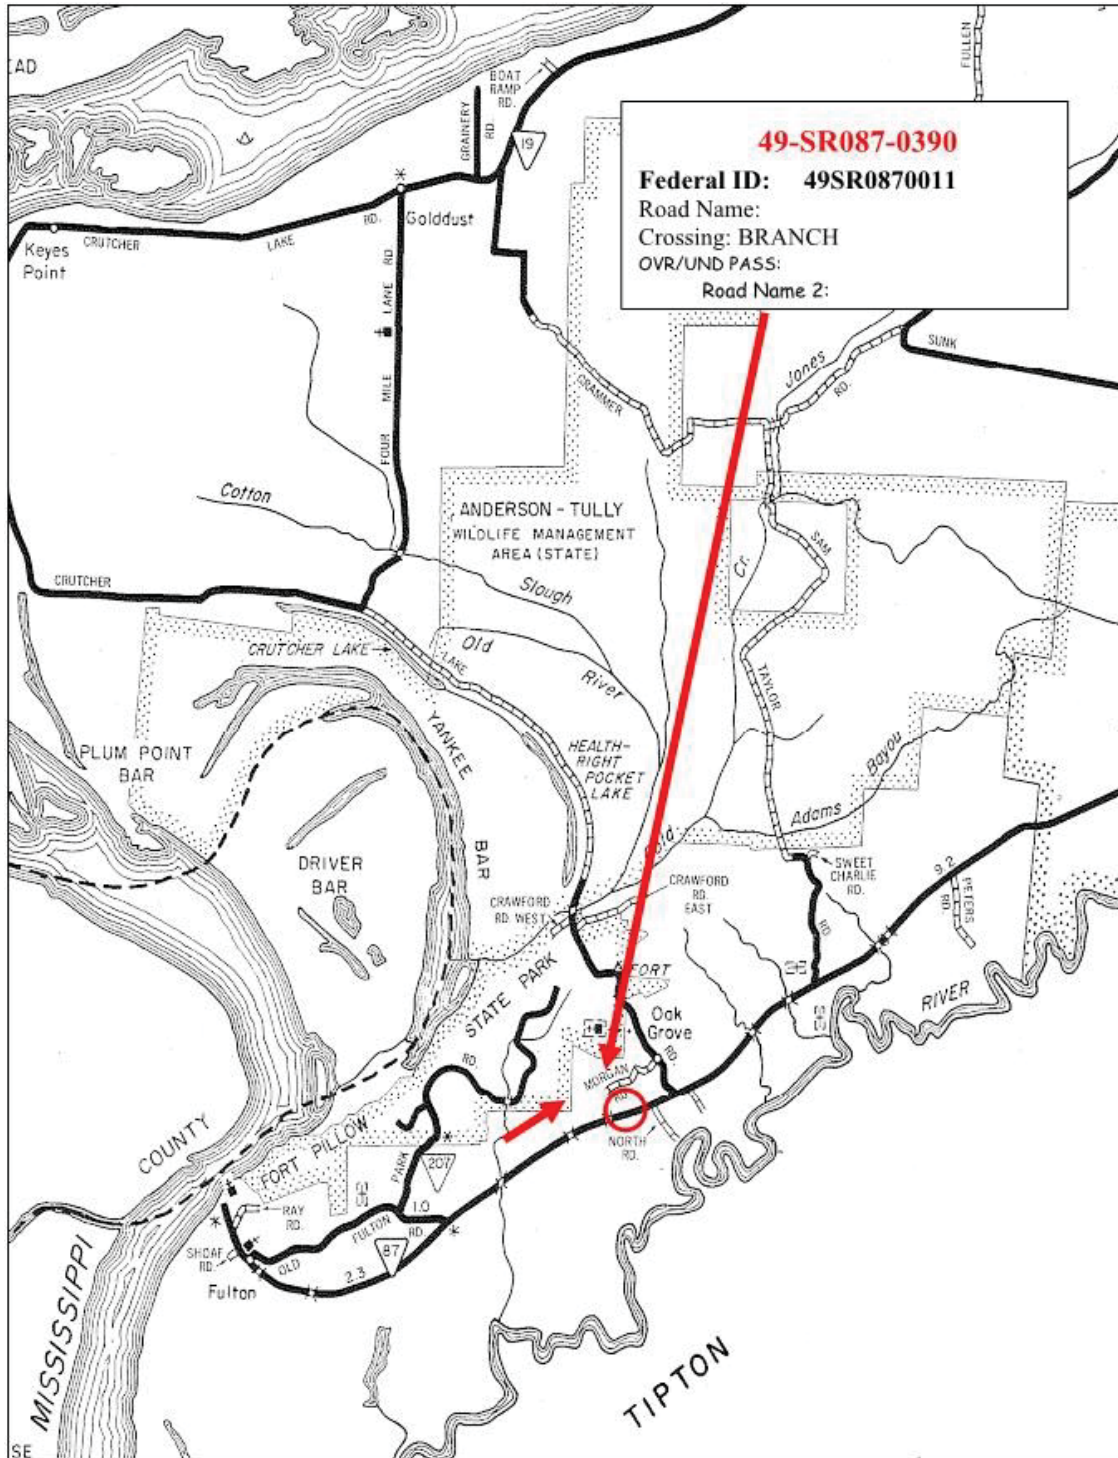 EAD
BOAT
RAMP
RD.
FULLEN
GRAINERY
RD.
19
49-SR087-0390
Federal ID: 49SR0870011
Road Name:
Crossing: BRANCH
OVR/UND PASS:
Road Name 2:
Golddust
Keyes
Point
CRUTCHER LAKE RD.
FOUR MILE LANE RD
CRAMMER
Jones
RD.
SUNK
Cotton
ANDERSON - TULLY
WILDLIFE MANAGEMENT
AREA (STATE)
Slough
SAM
Cr.
CRUTCHER
CRUTCHER LAKE
LAKE
Old
River
TAYLOR
YANKEE
BAR
PLUM POINT
BAR
HEALTH-
RIGHT
POCKET
LAKE
Bayou
Adams
DRIVER
BAR
SWEET
CHARLIE
RD.
9.2
PETERS
RD.
CRAWFORD
RD. WEST
CRAWFORD
RD.
EAST
RD
FORT
STATE PARK
Oak
Grove
RD.
RIVER
RD
MORGAN
RD
NORTH
RD.
COUNTY
FORT PILLOW
PARK
207
RAY
RD.
1.0
FULTON
RD.
SHOAF
RD.
OLD
87
2.3
Fulton
MISSISSIPPI
TIPTON
SE